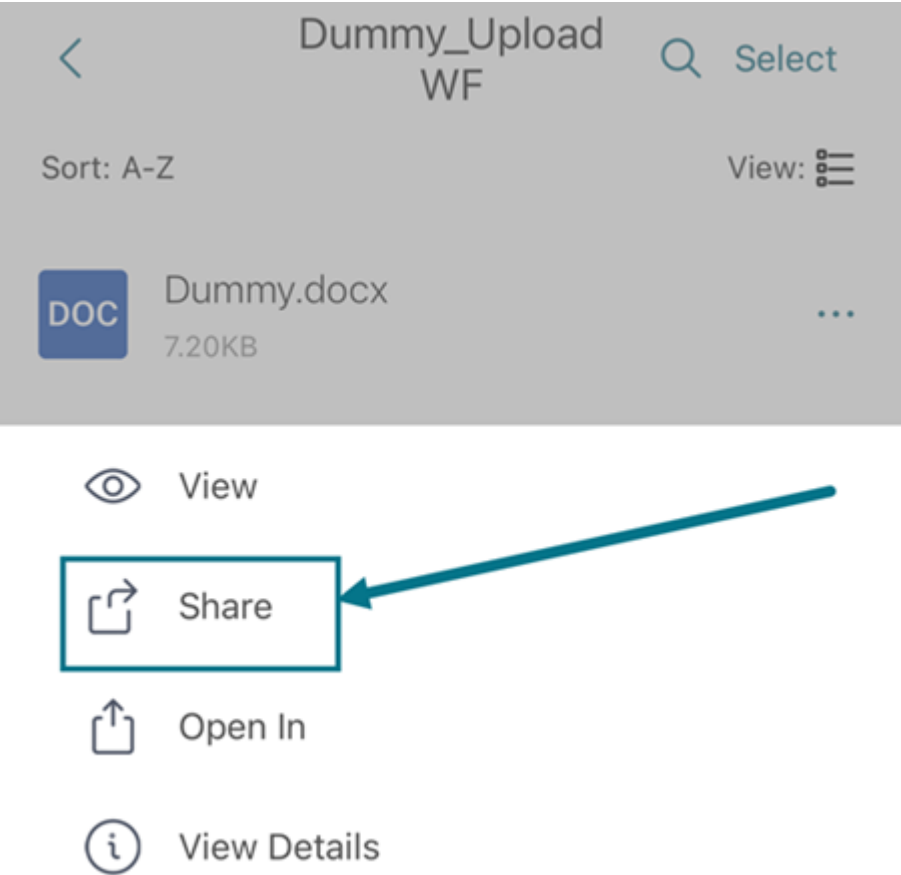 Dummy_Upload
WF
Select
Sort: A-Z
View:
DOC
Dummy.docx
7.20KB
View
Share
Open In
View Details